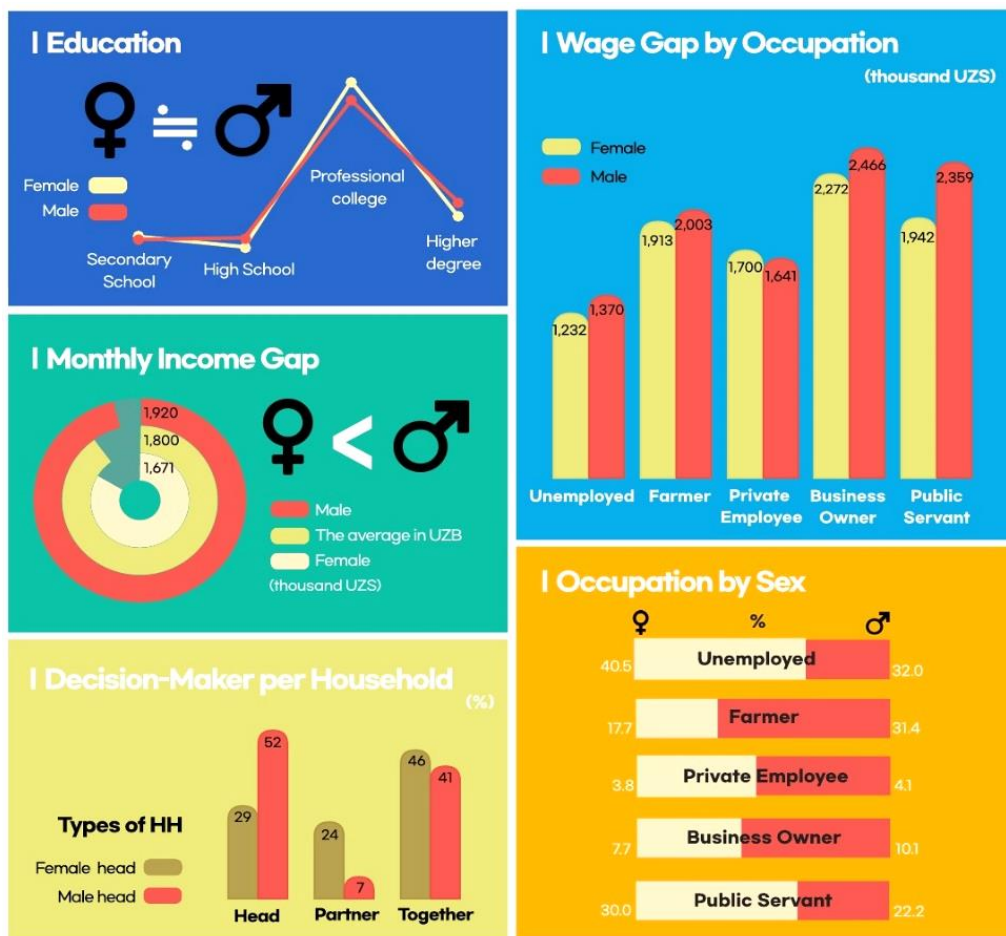 | Education
Female
Male
Secondary
School
High School
Professional
college
Higher
degree
| Monthly Income Gap
1,920
1,800
1,671
<
Male
The average in UZB
Female
(thousand UZS)
| Decision-Maker per Household
(%)
Types of HH
Female head
Male head
29
52
24
7
46
41
Head
Partner
Together
| Wage Gap by Occupation
(thousand UZS)
Female
Male
1,232
1,370
1,913
2,003
1,700
1,641
2,272
2,466
1,942
2,359
Unemployed
Farmer
Private
Employee
Business
Owner
Public
Servant
| Occupation by Sex
%
40.5 Unemployed 32.0
17.7 Farmer 31.4
3.8 Private Employee 4.1
7.7 Business Owner 10.1
30.0 Public Servant 22.2